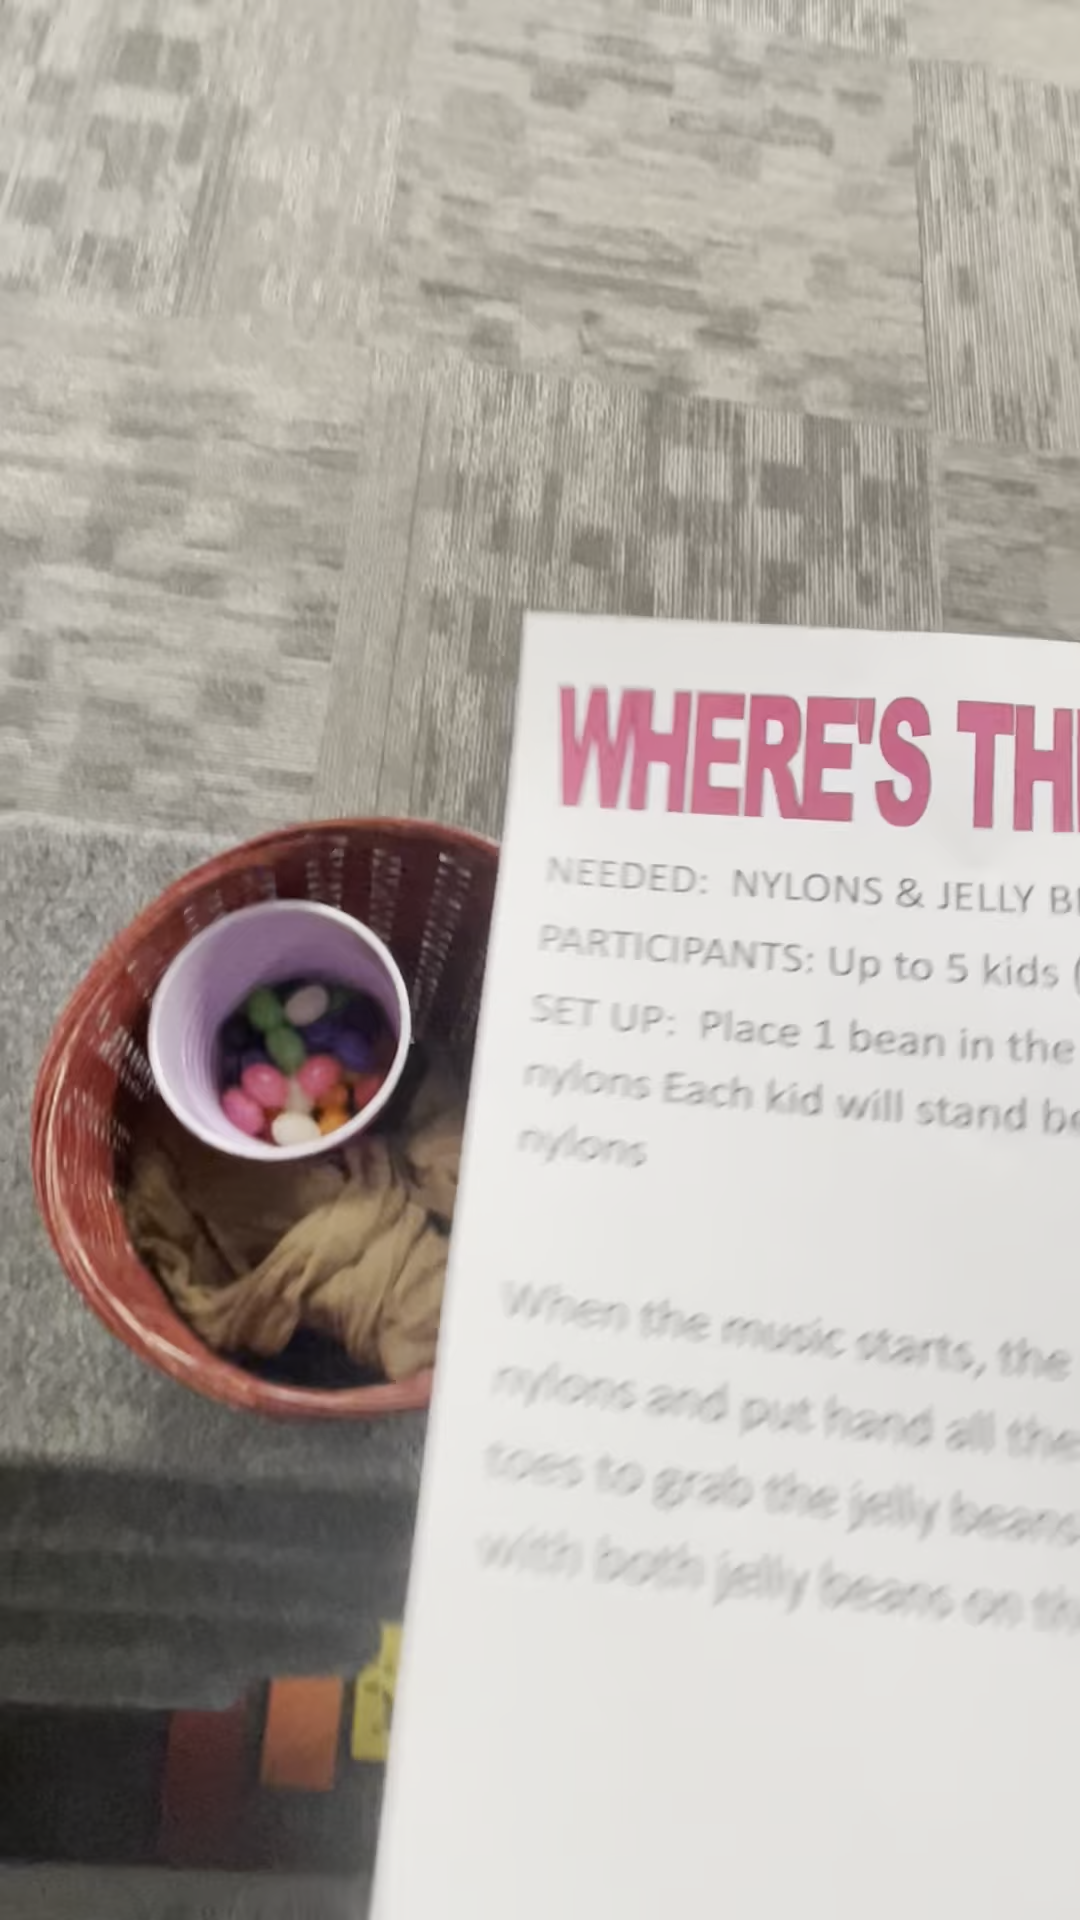 WHERE'S TH
NEEDED: NYLONS & JELLY B
PARTICIPANTS: Up to 5 kids (
SET UP: Place 1 bean in the
nylons Each kid will stand be
nylons
When the music starts, the
nylons and put hand all the
toes to grab the jelly beans
with both jelly beans on th